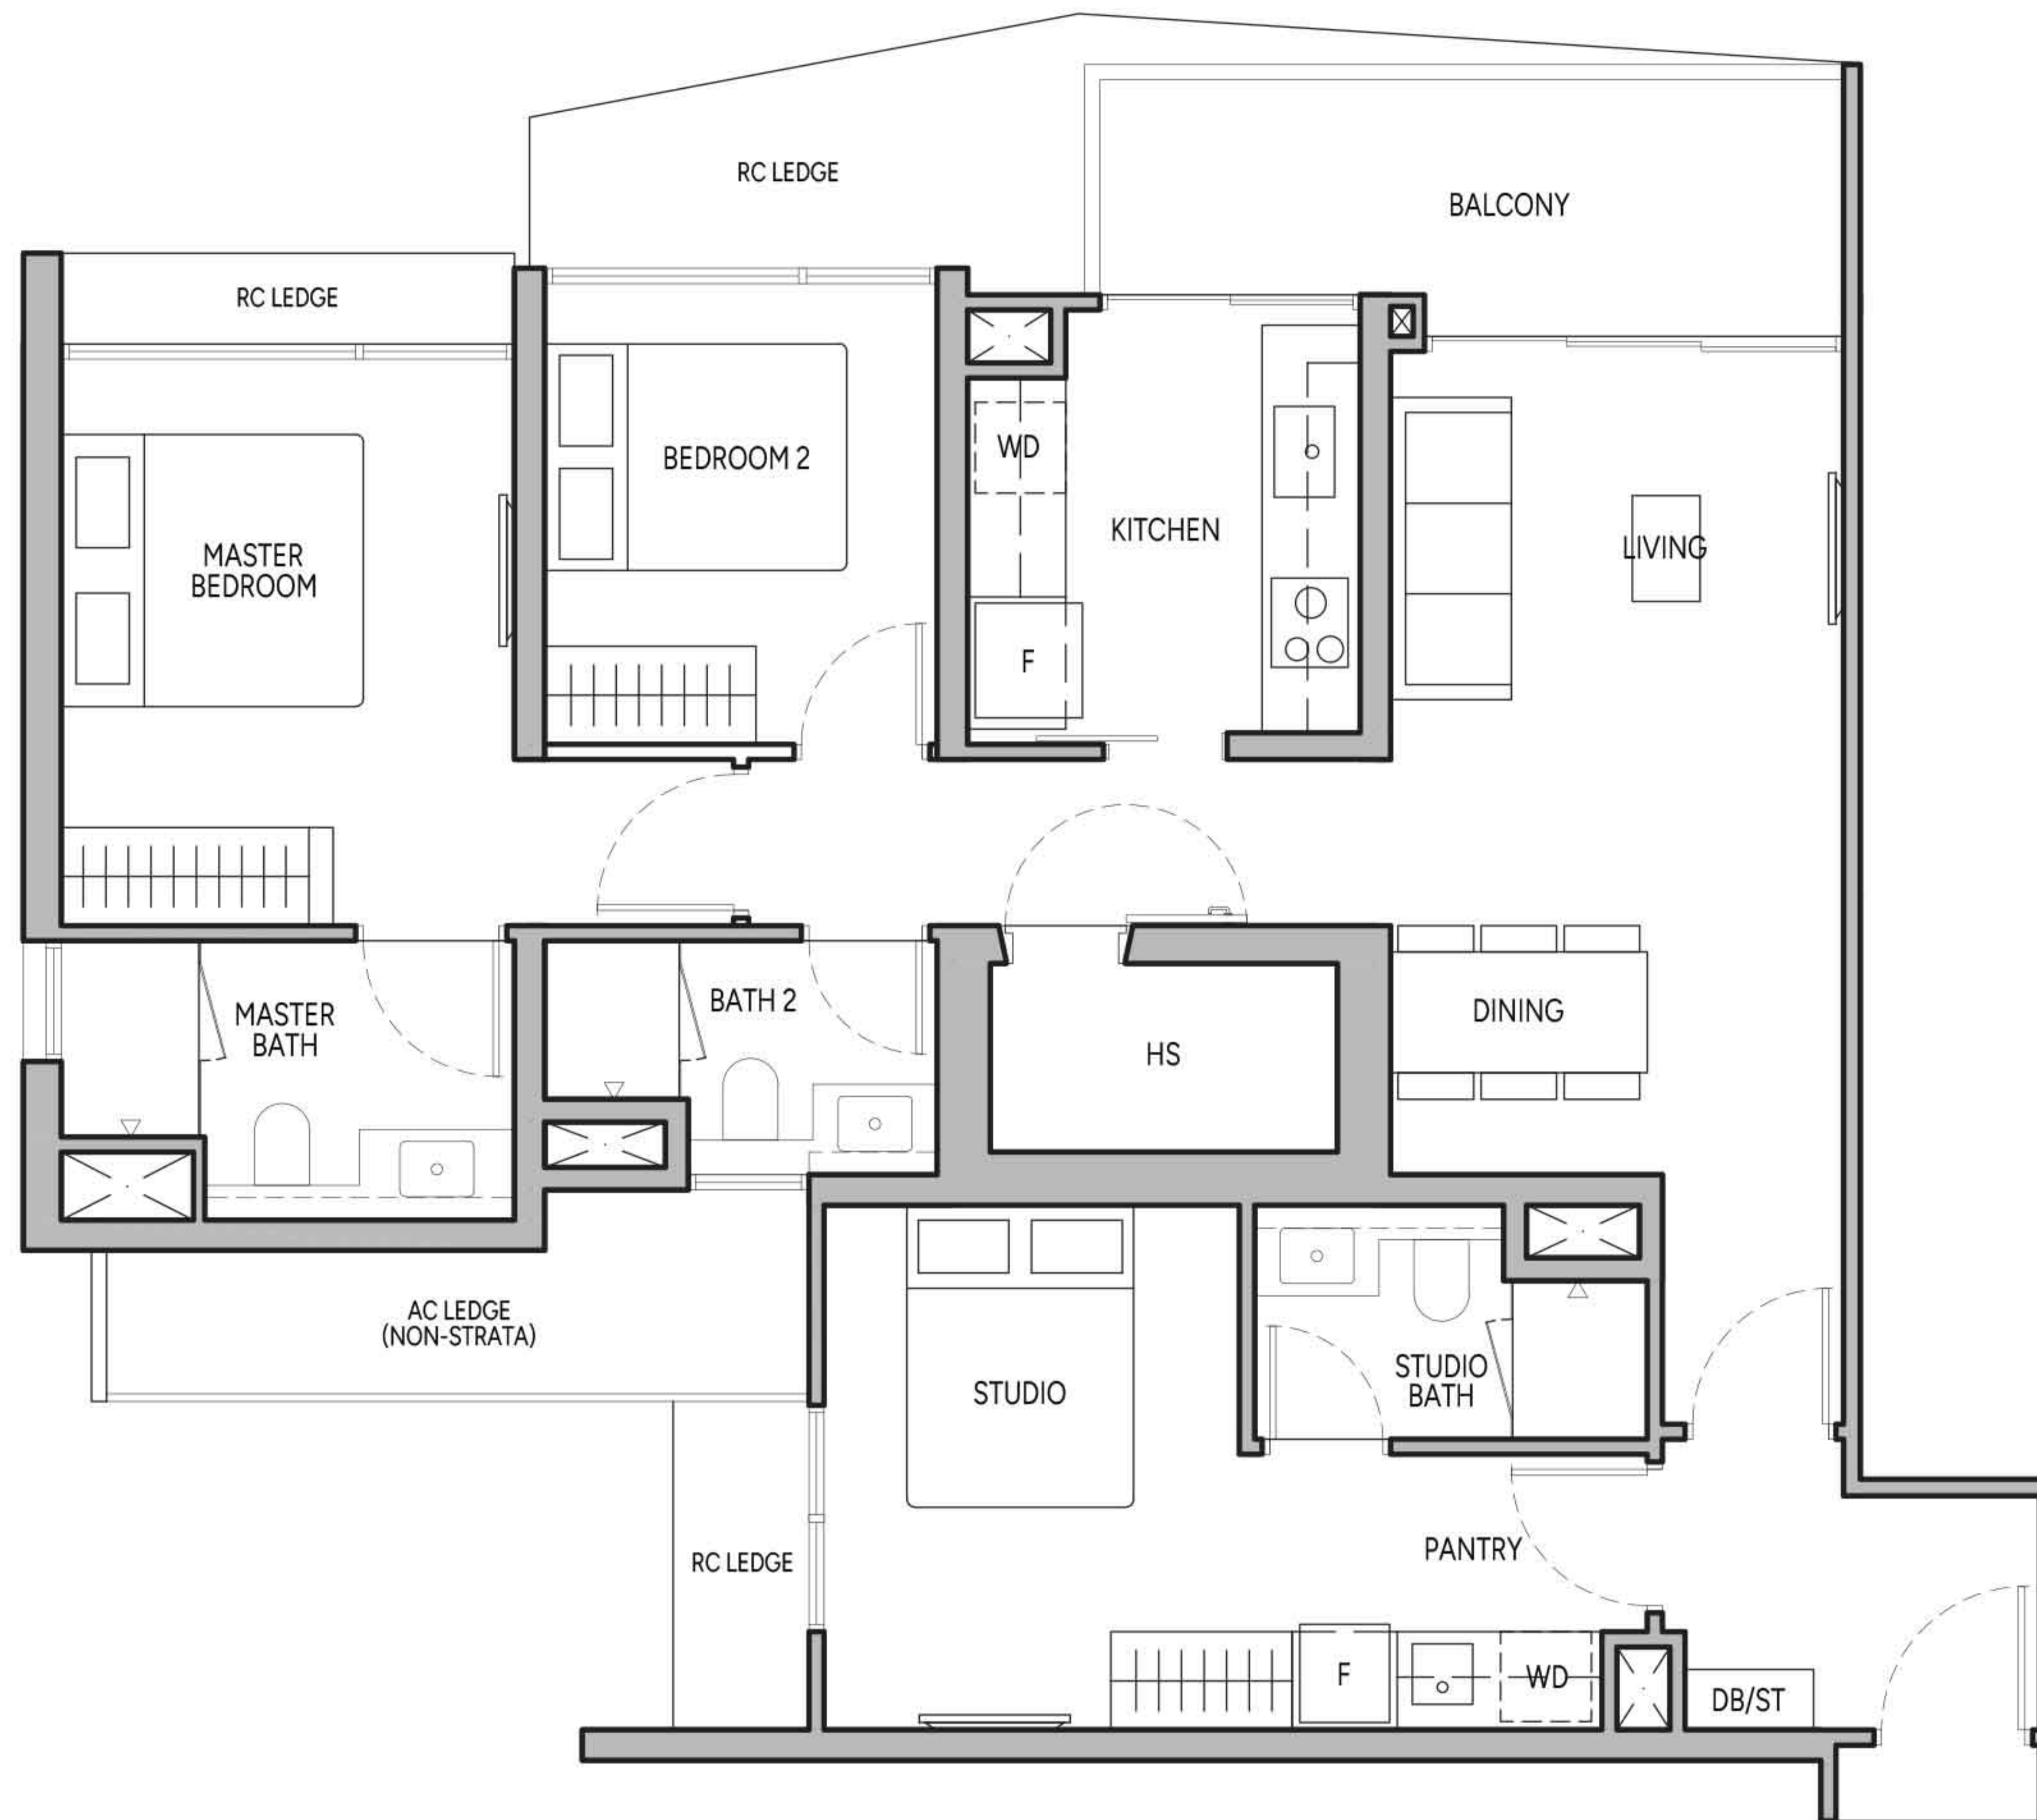 RC LEDGE
BALCONY
RC LEDGE
WD
BEDROOM 2
KITCHEN
LIVING
MASTER
BEDROOM
F
BATH 2
DINING
MASTER
BATH
HS
AC LEDGE
(NON-STRATA)
STUDIO
STUDIO
BATH
PANTRY
RC LEDGE
F
WD
DB/ST